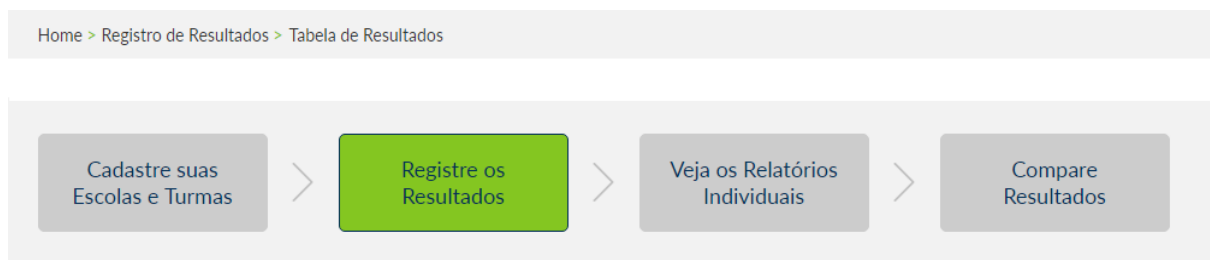 Home > Registro de Resultados > Tabela de Resultados
Cadastre suas
Escolas e Turmas
Registre os
Resultados
Veja os Relatórios
Individuais
Compare
Resultados